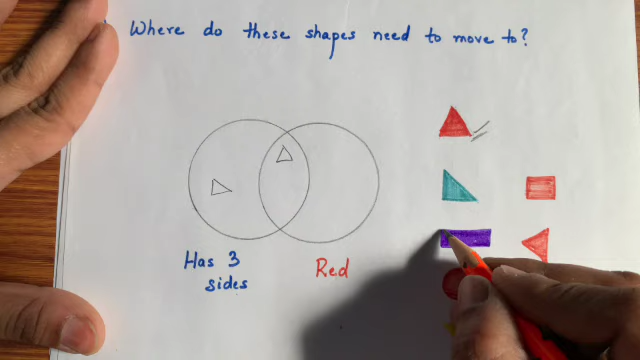 Where do these shapes need to move to?
Has 3
sides
Red